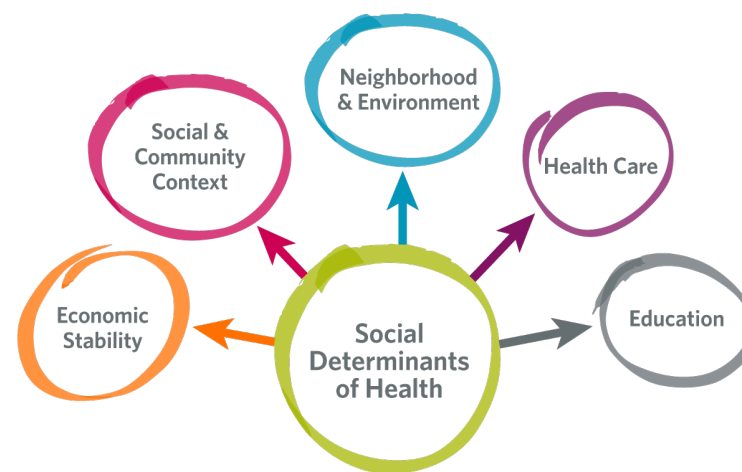 Neighborhood
& Environment
Social &
Community
Context
Health Care
Economic
Stability
Education
Social
Determinants
of Health